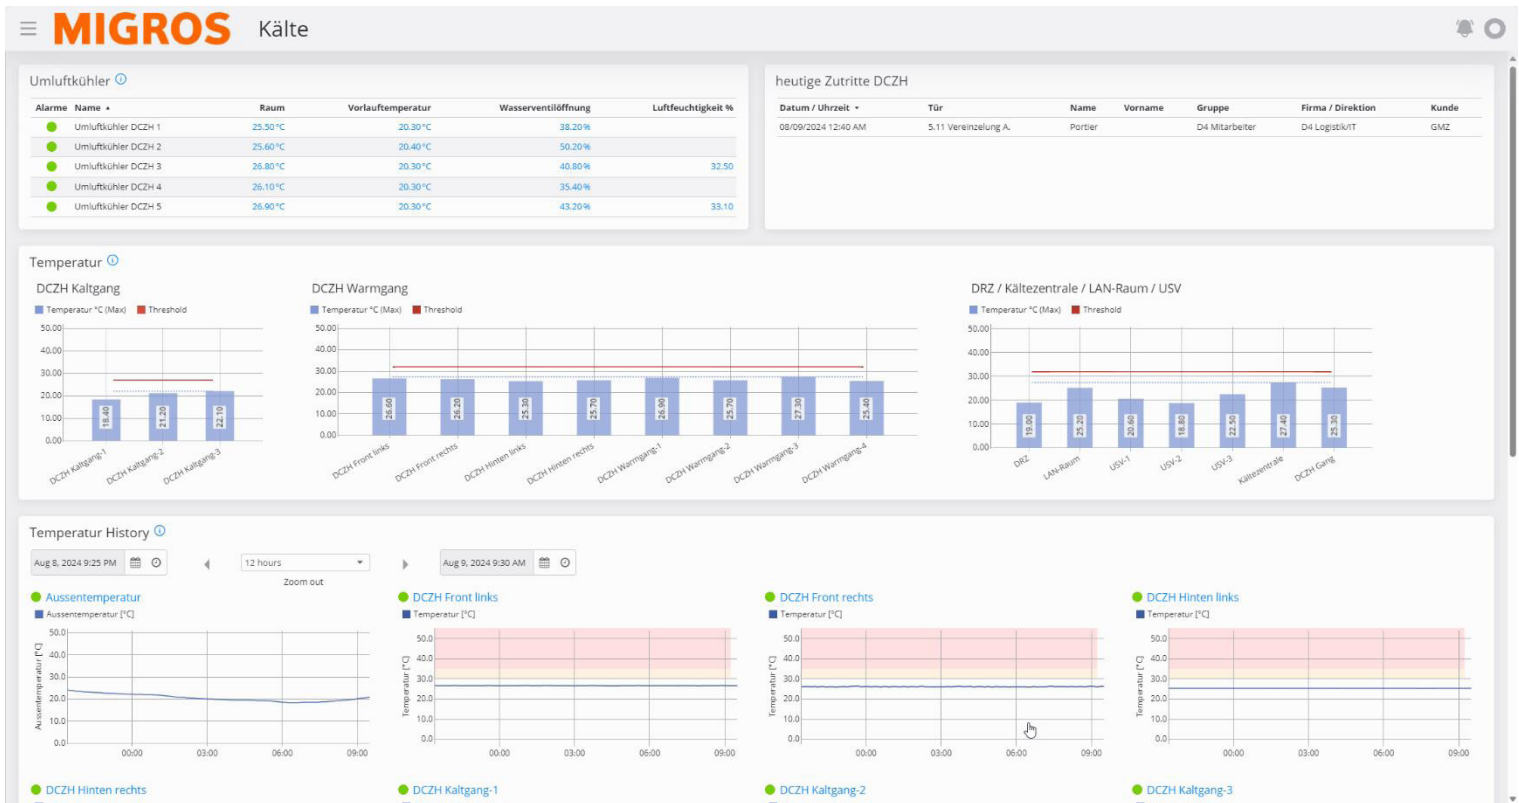 MIGROS Kälte
Umluftkühler
Alarme Name Raum Vorlauftemperatur Wasserventilöffnung Luftfeuchtigkeit %
Umluftkühler DCZH 1 25.50°C 20.30°C 38.20%
Umluftkühler DCZH 2 25.60°C 20.40°C 50.20%
Umluftkühler DCZH 3 26.80°C 20.30°C 40.80% 32.50
Umluftkühler DCZH 4 26.10°C 20.30°C 35.40%
Umluftkühler DCZH 5 26.90°C 20.30°C 43.20% 33.10
heutige Zutritte DCZH
Datum / Uhrzeit Tür Name Vorname Gruppe Firma / Direktion Kunde
08/09/2024 12:40 AM 5.11 Vereinzelung A. Portier D4 Mitarbeiter D4 Logistik/IT GMZ
Temperatur
DCZH Kaltgang
Temperatur °C (Max) Threshold
50.00
40.00
30.00
20.00
10.00
0.00
18.40 21.20 22.10
DCZH Kaltgang-1 DCZH Kaltgang-2 DCZH Kaltgang-3
DCZH Warmgang
Temperatur °C (Max) Threshold
50.00
40.00
30.00
20.00
10.00
0.00
26.60 26.20 25.30 25.70 26.90 25.70 27.30 25.40
DCZH Front links DCZH Front rechts DCZH Hinten links DCZH Hinten rechts DCZH Warmgang-1 DCZH Warmgang-2 DCZH Warmgang-3 DCZH Warmgang-4
DRZ / Kältezentrale / LAN-Raum / USV
Temperatur °C (Max) Threshold
50.00
40.00
30.00
20.00
10.00
0.00
19.00 25.20 20.60 18.80 22.50 27.40 25.30
DRZ LAN-Raum USV-1 USV-2 USV-3 Kältezentrale DCZH Gang
Temperatur History
Aug 8, 2024 9:25 PM 12 hours Aug 9, 2024 9:30 AM
Zoom out
Aussentemperatur
Aussentemperatur [°C]
Aussentemperatur [°C]
50.0
40.0
30.0
20.0
10.0
0.0
00:00 03:00 06:00 09:00
DCZH Front links
Temperatur [°C]
Temperatur [°C]
50.0
40.0
30.0
20.0
10.0
0.0
00:00 03:00 06:00 09:00
DCZH Front rechts
Temperatur [°C]
Temperatur [°C]
50.0
40.0
30.0
20.0
10.0
0.0
00:00 03:00 06:00 09:00
DCZH Hinten links
Temperatur [°C]
Temperatur [°C]
50.0
40.0
30.0
20.0
10.0
0.0
00:00 03:00 06:00 09:00
DCZH Hinten rechts DCZH Kaltgang-1 DCZH Kaltgang-2 DCZH Kaltgang-3